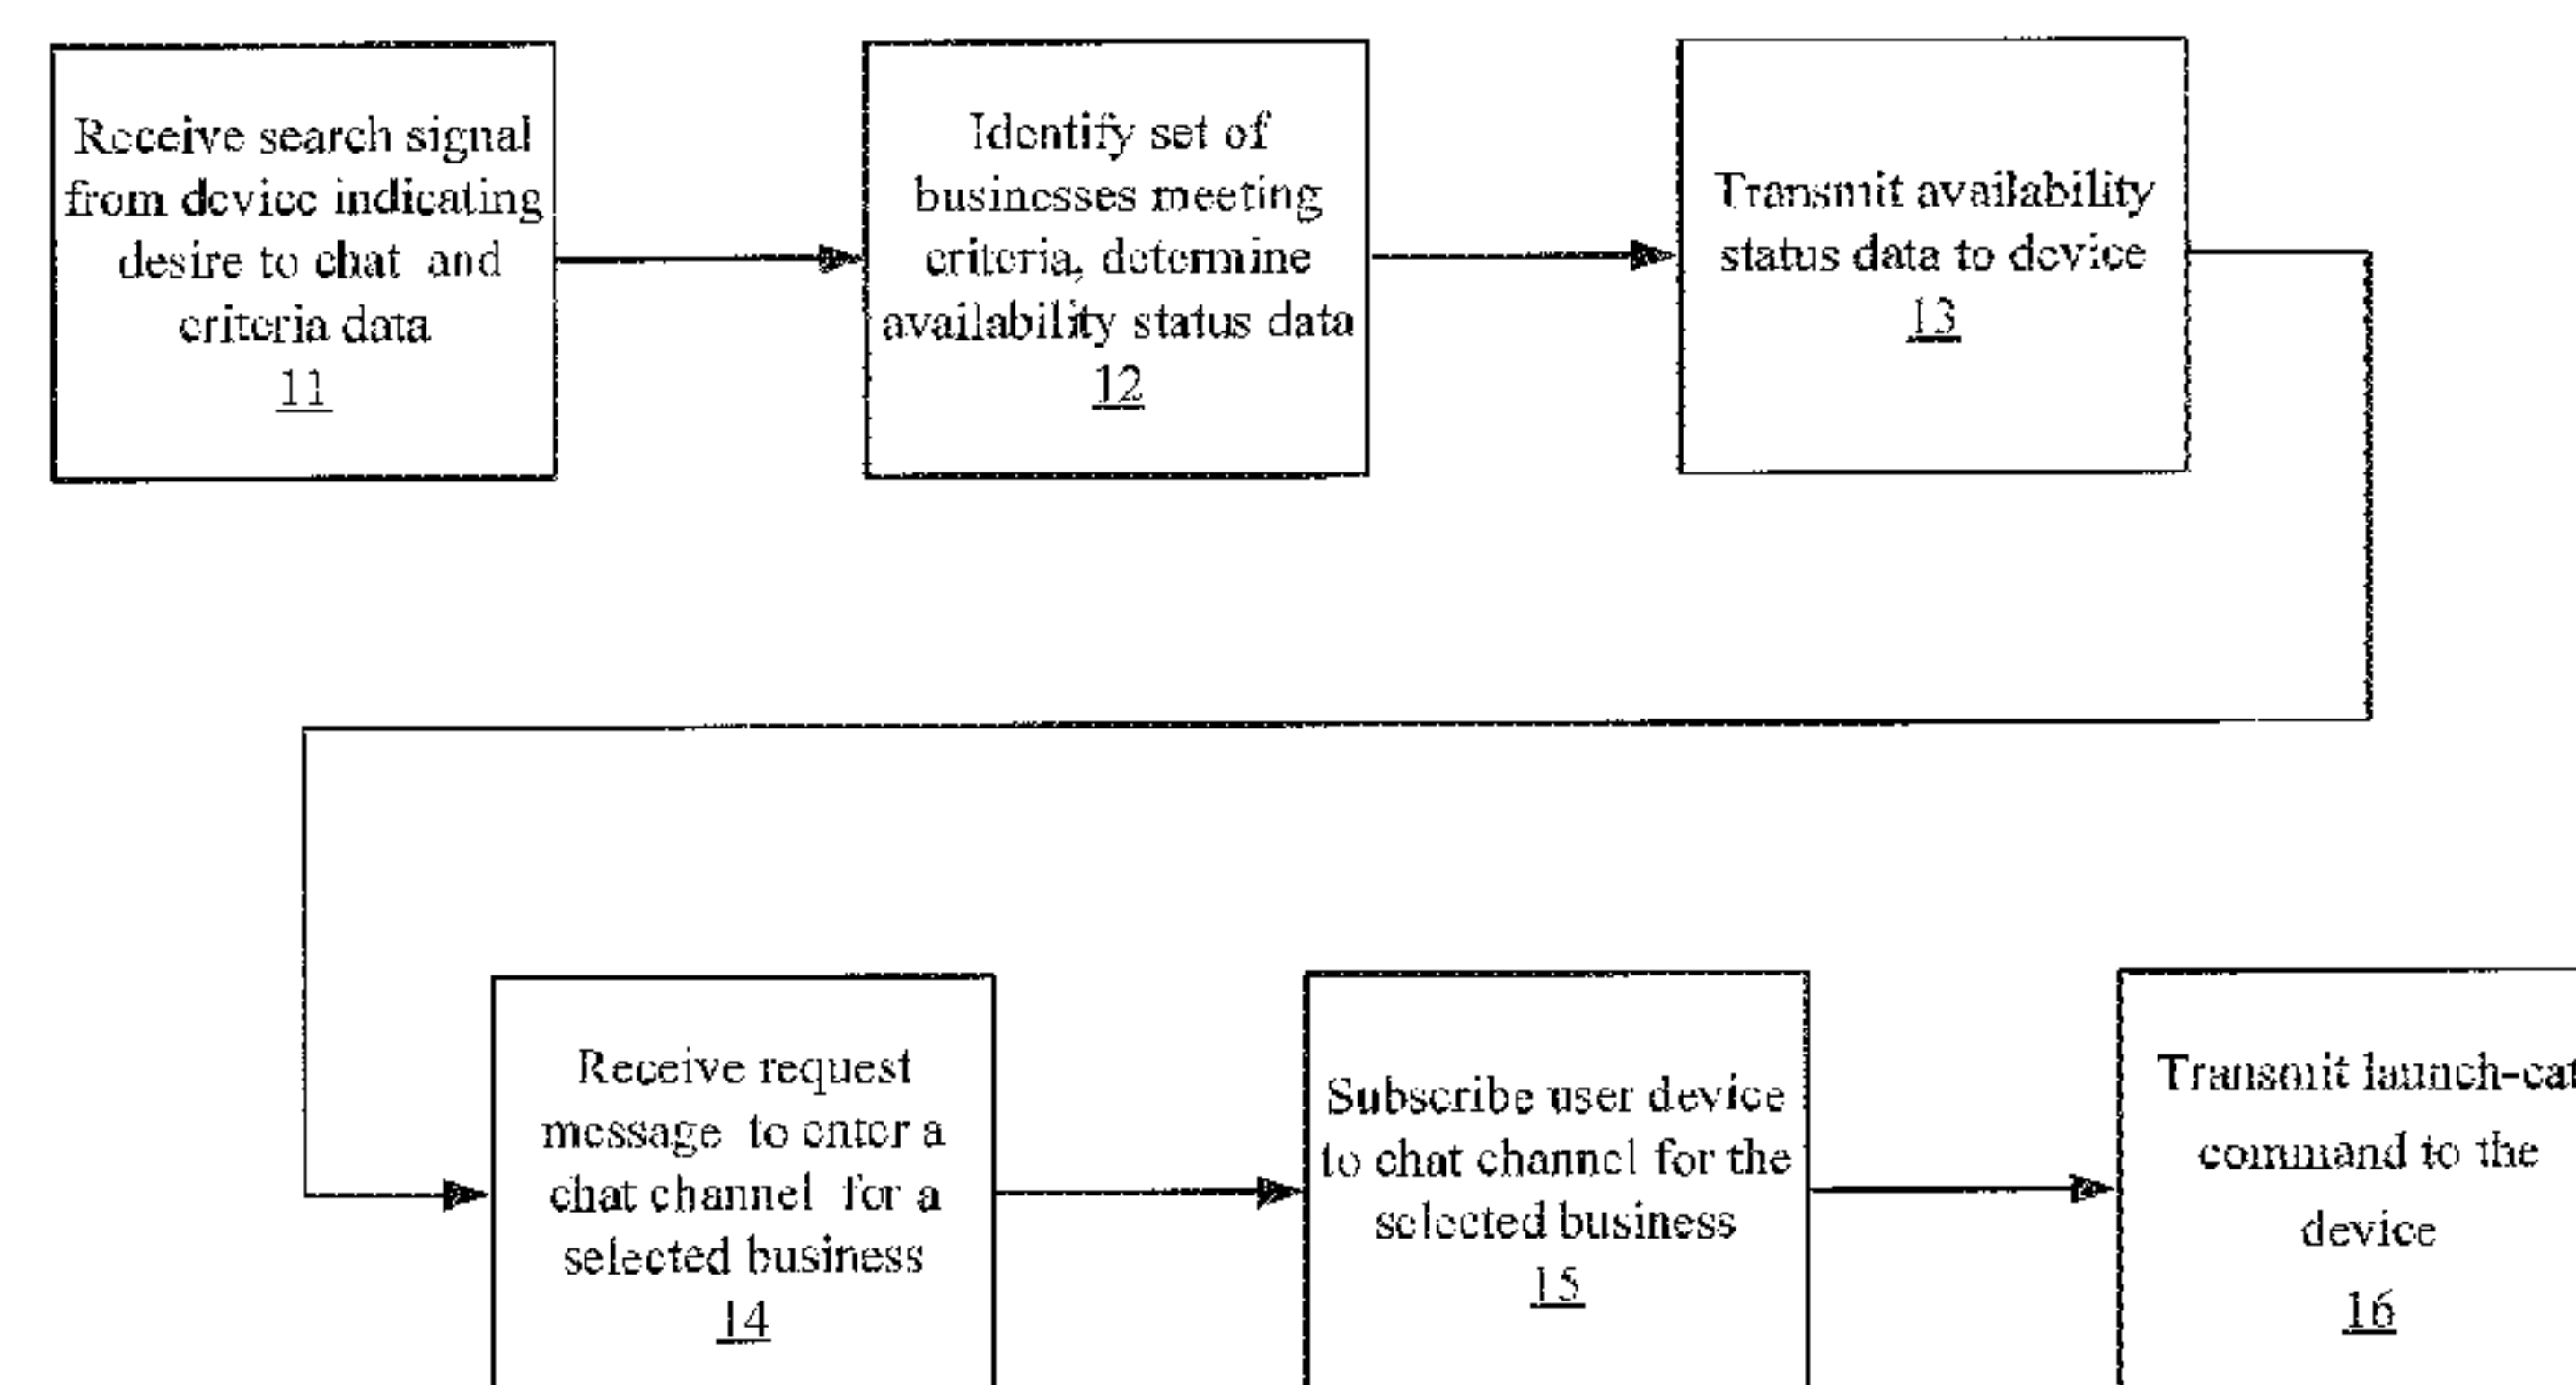 Receive search signal
from device indicating
desire to chat and
criteria data
11
Identify set of
businesses meeting
criteria, determine
availability status data
12
Transmit availability
status data to device
13
Receive request
message to enter a
chat channel for a
selected business
14
Subscribe user device
to chat channel for the
selected business
15
Transmit launch-cat
command to the
device
16